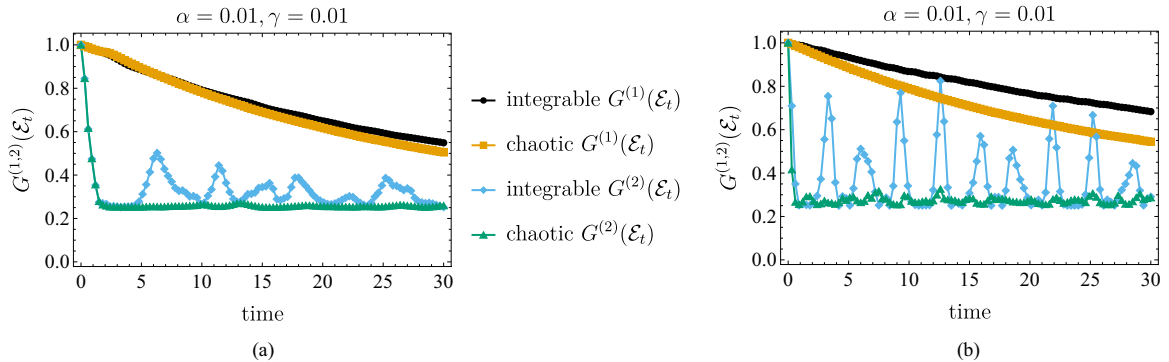 α = 0.01, γ = 0.01
G^{(1,2)}(ℰ_t)
1.0
0.8
0.6
0.4
0.2
0.0
0 5 10 15 20 25 30
time
(a)
integrable G^{(1)}(ℰ_t)
chaotic G^{(1)}(ℰ_t)
integrable G^{(2)}(ℰ_t)
chaotic G^{(2)}(ℰ_t)
α = 0.01, γ = 0.01
G^{(1,2)}(ℰ_t)
1.0
0.8
0.6
0.4
0.2
0.0
0 5 10 15 20 25 30
time
(b)